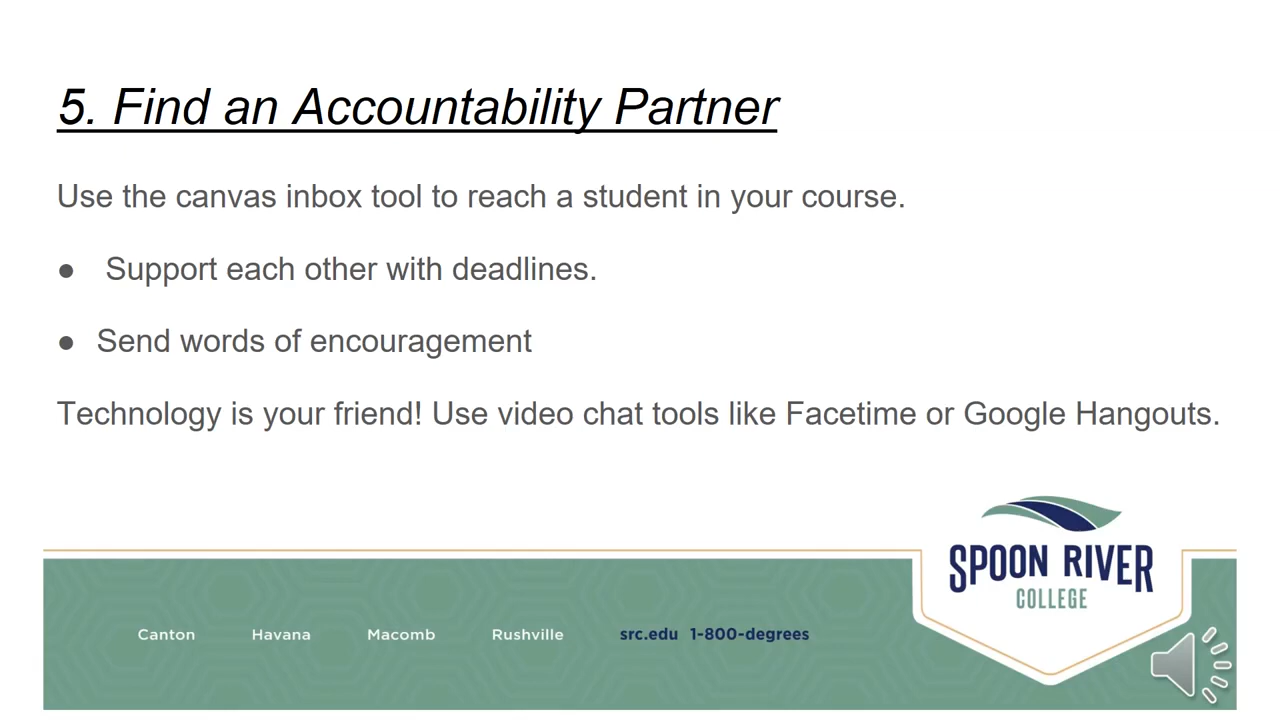 5. Find an Accountability Partner
Use the canvas inbox tool to reach a student in your course.
● Support each other with deadlines.
● Send words of encouragement
Technology is your friend! Use video chat tools like Facetime or Google Hangouts.
SPOON RIVER
COLLEGE
Canton Havana Macomb Rushville src.edu 1-800-degrees